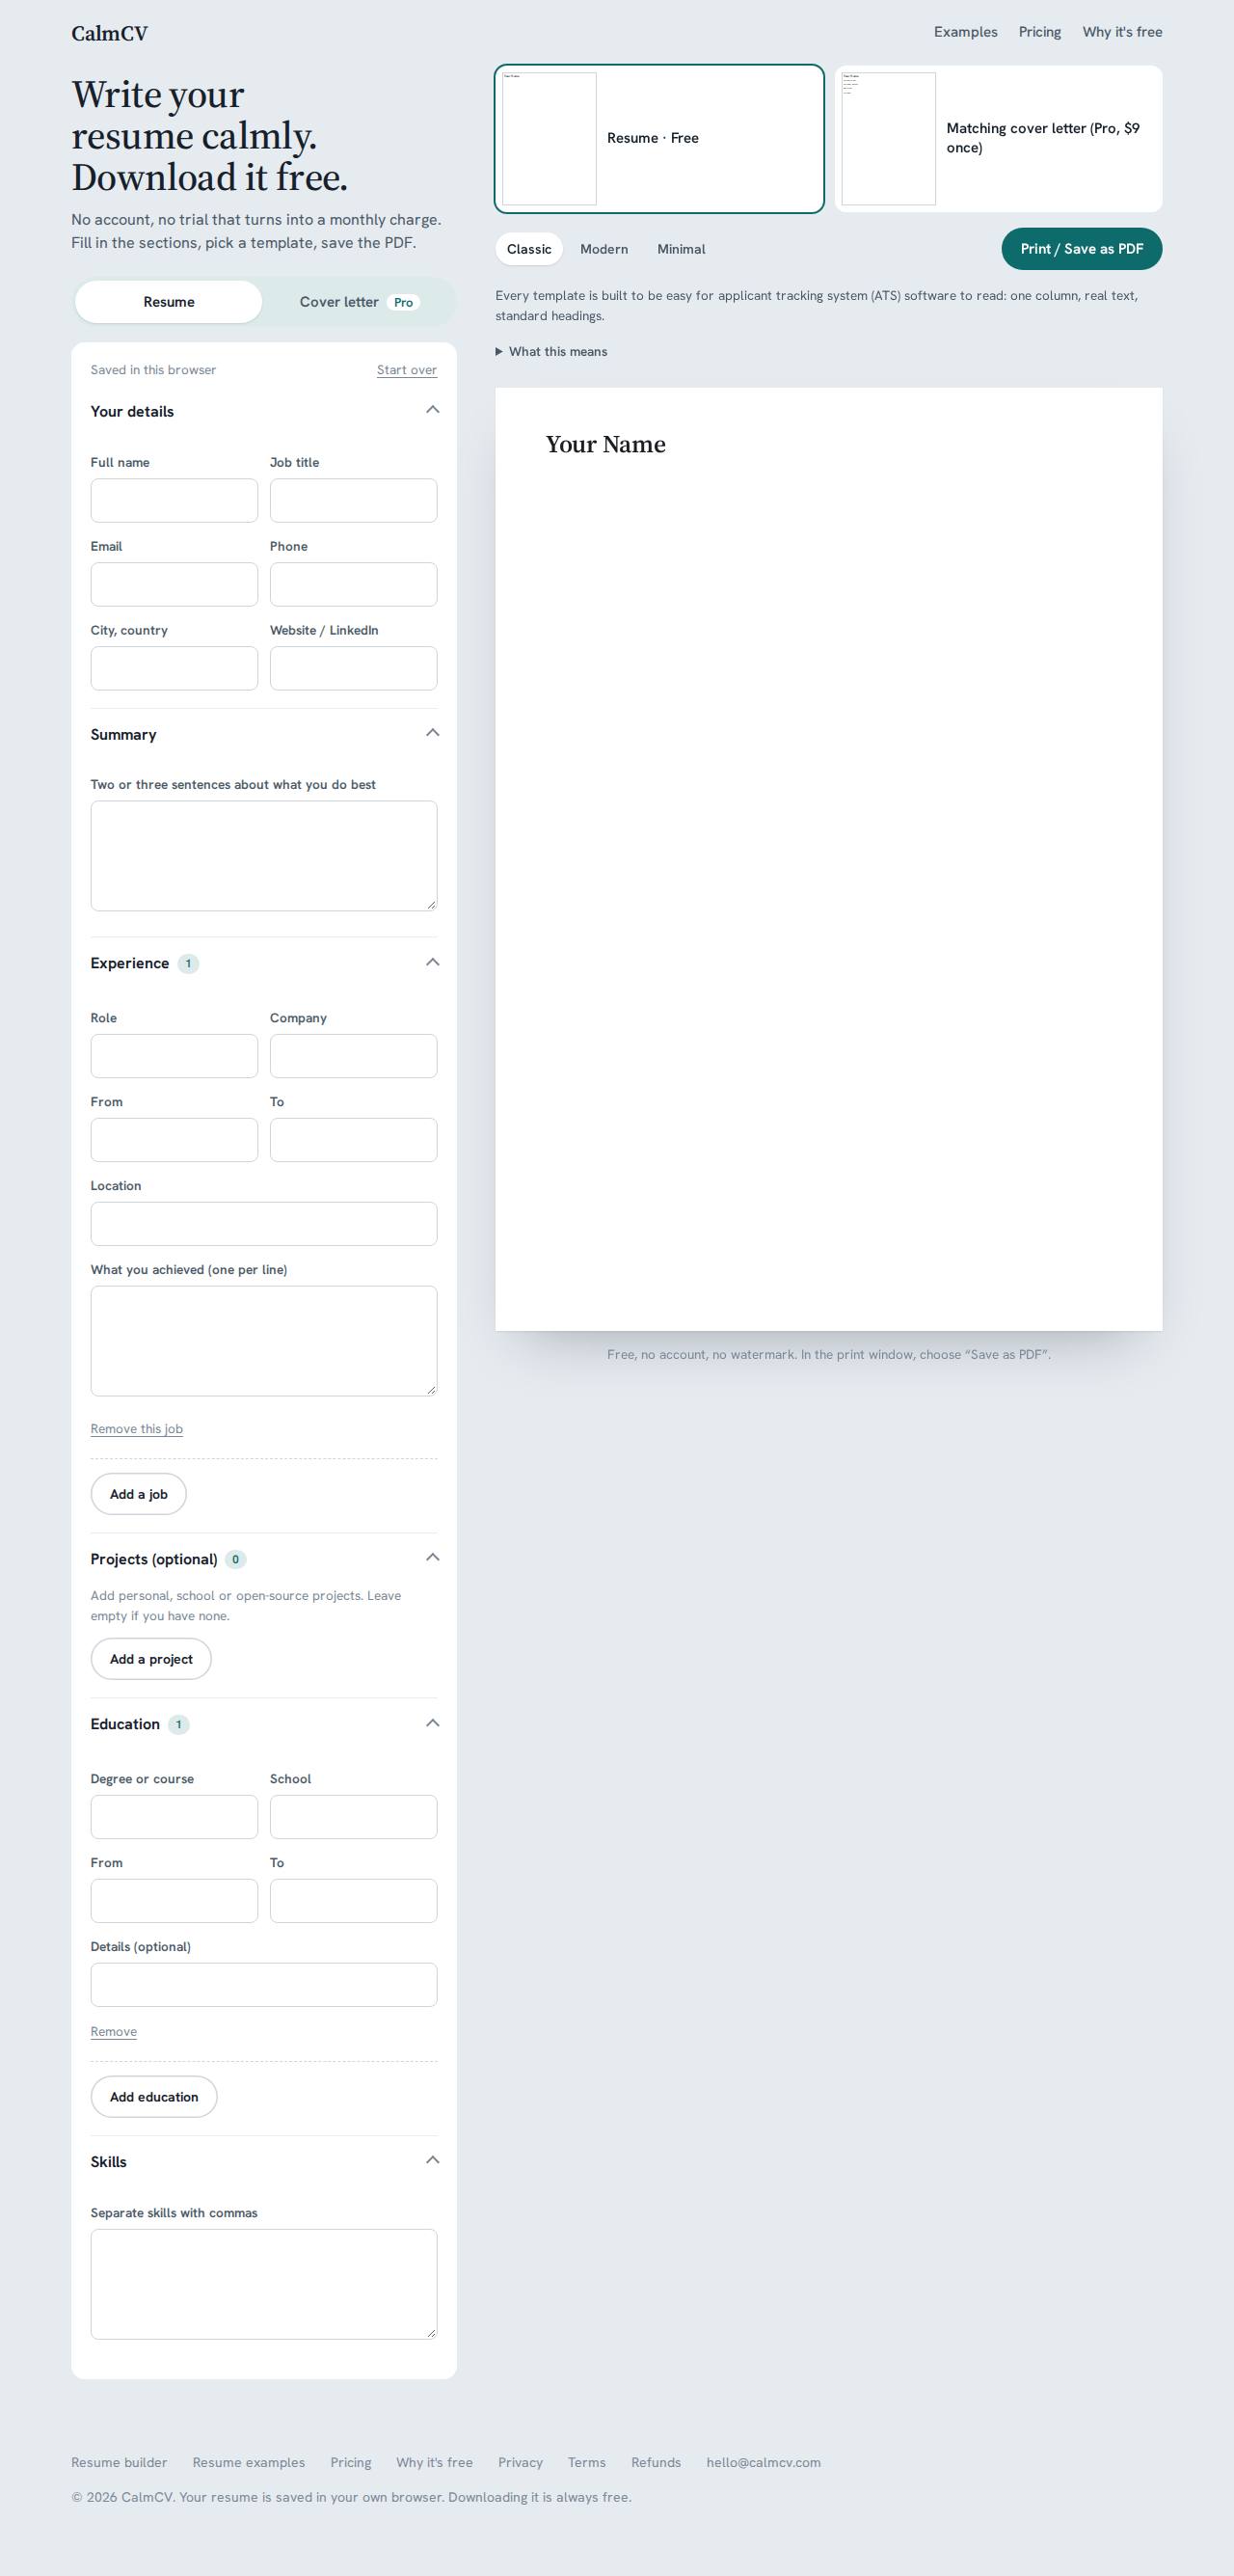 CalmCV
Examples
Pricing
Why it's free
Write your
resume calmly.
Download it free.
No account, no trial that turns into a monthly charge.
Fill in the sections, pick a template, save the PDF.
Resume
Cover letter Pro
Saved in this browser
Start over
Your details
Full name
Job title
Email
Phone
City, country
Website / LinkedIn
Summary
Two or three sentences about what you do best
Experience 1
Role
Company
From
To
Location
What you achieved (one per line)
Remove this job
Add a job
Projects (optional) 0
Add personal, school or open-source projects. Leave
empty if you have none.
Add a project
Education 1
Degree or course
School
From
To
Details (optional)
Remove
Add education
Skills
Separate skills with commas
Resume · Free
Matching cover letter (Pro, $9
once)
Classic
Modern
Minimal
Print / Save as PDF
Every template is built to be easy for applicant tracking system (ATS) software to read: one column, real text,
standard headings.
What this means
Your Name
Free, no account, no watermark. In the print window, choose “Save as PDF”.
Resume builder
Resume examples
Pricing
Why it's free
Privacy
Terms
Refunds
hello@calmcv.com
© 2026 CalmCV. Your resume is saved in your own browser. Downloading it is always free.